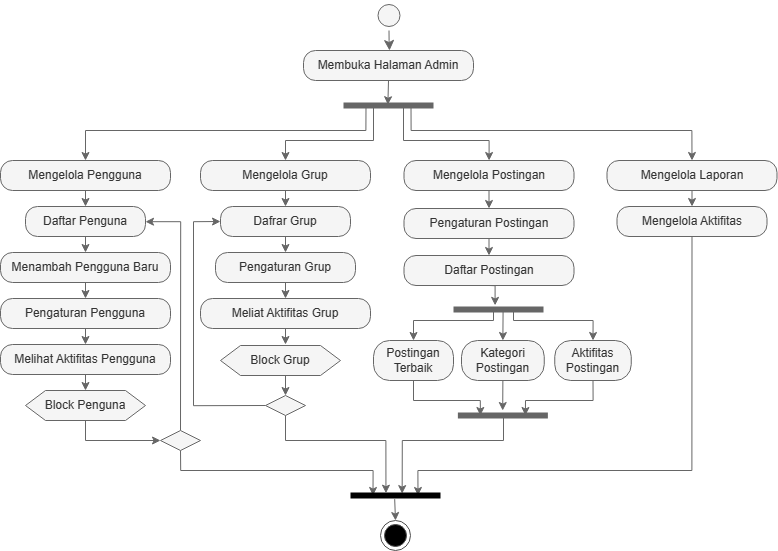 Membuka Halaman Admin
Mengelola Pengguna
Daftar Penguna
Menambah Pengguna Baru
Pengaturan Pengguna
Melihat Aktifitas Pengguna
Block Penguna
Mengelola Grup
Dafrar Grup
Pengaturan Grup
Meliat Aktifitas Grup
Block Grup
Mengelola Postingan
Pengaturan Postingan
Daftar Postingan
Postingan
Terbaik
Kategori
Postingan
Aktifitas
Postingan
Mengelola Laporan
Mengelola Aktifitas